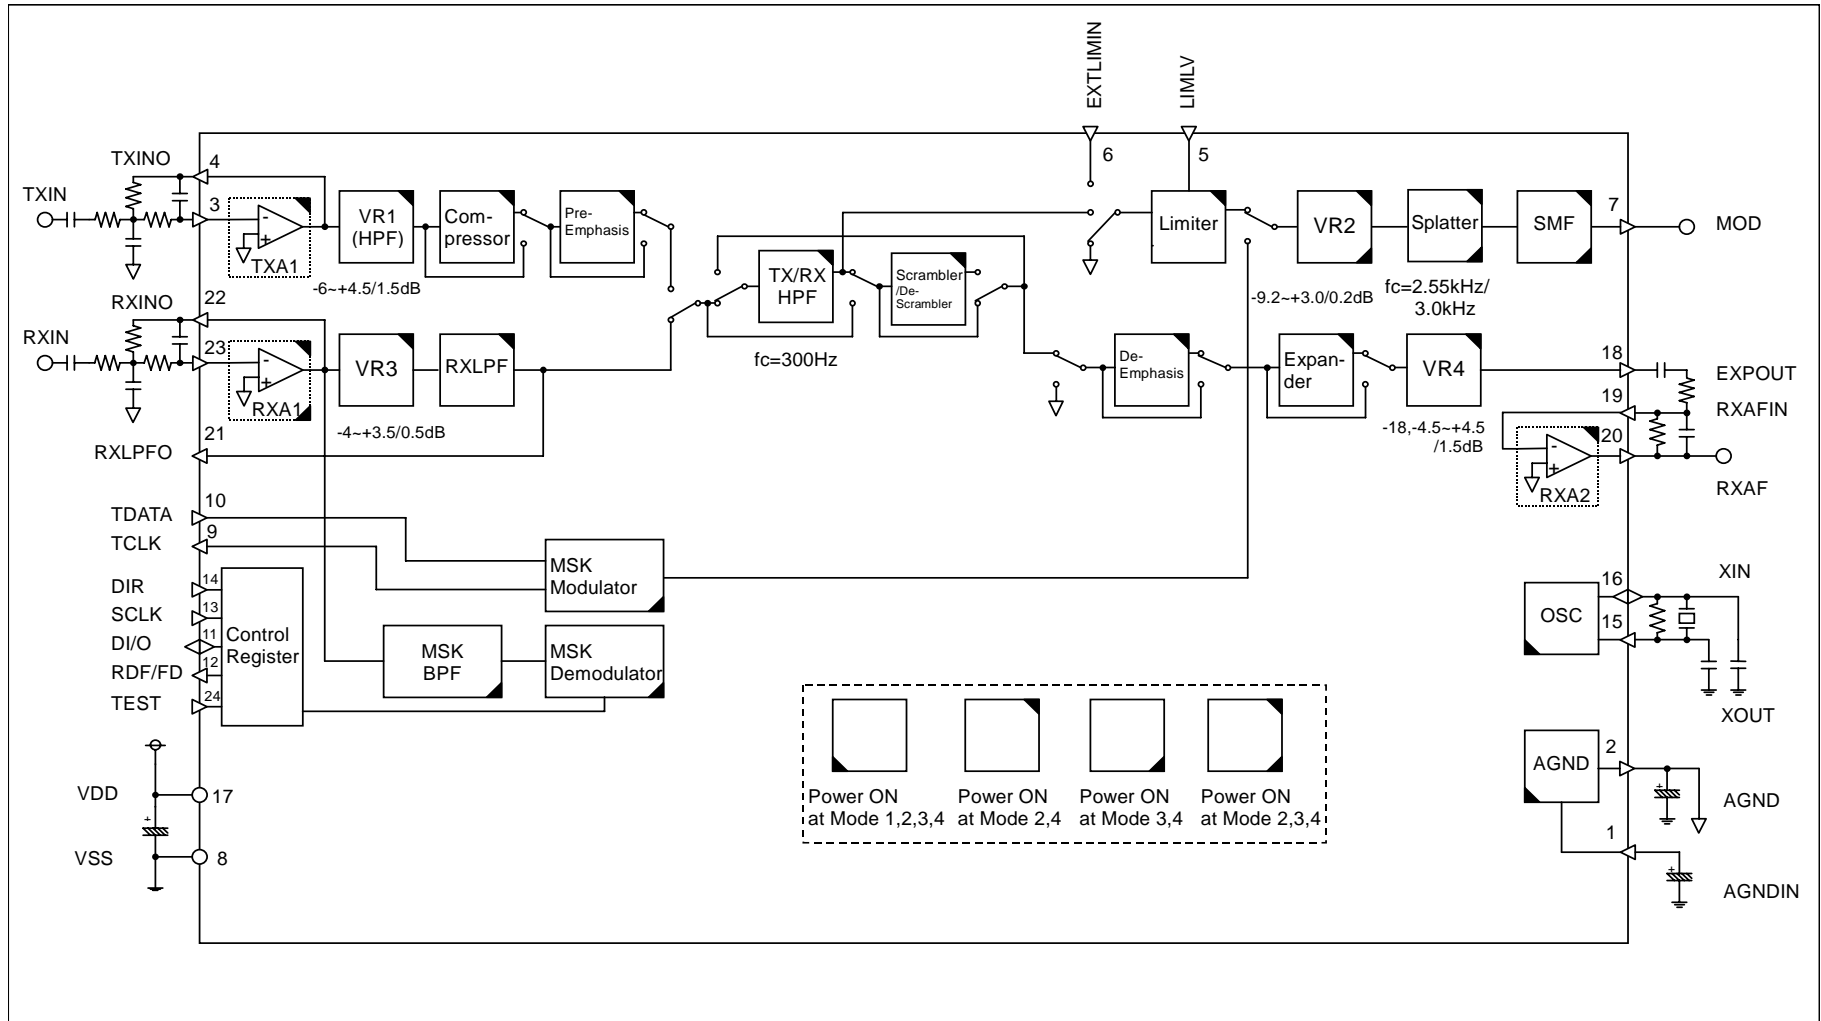 EXTLIMIN
LIMLV
6
5
TXINO
4
TXIN
3
-
+
TXA1
VR1
(HPF)
Com-
pressor
Pre-
Emphasis
-6~+4.5/1.5dB
TX/RX
HPF
fc=300Hz
Scrambler
/De-
Scrambler
Limiter
VR2
-9.2~+3.0/0.2dB
Splatter
fc=2.55kHz/
3.0kHz
SMF
7
MOD
RXINO
22
RXIN
23
-
+
RXA1
VR3
RXLPF
-4~+3.5/0.5dB
21
RXLPFO
De-
Emphasis
Expan-
der
VR4
-18,-4.5~+4.5
/1.5dB
18
EXPOUT
19
RXAFIN
20
-
+
RXA2
RXAF
TDATA
10
TCLK
9
MSK
Modulator
DIR
14
SCLK
13
DI/O
11
RDF/FD
12
TEST
24
Control
Register
MSK
BPF
MSK
Demodulator
OSC
16
XIN
15
XOUT
Power ON
at Mode 1,2,3,4
Power ON
at Mode 2,4
Power ON
at Mode 3,4
Power ON
at Mode 2,3,4
AGND
2
AGND
+
1
AGNDIN
+
VDD
17
+
VSS
8